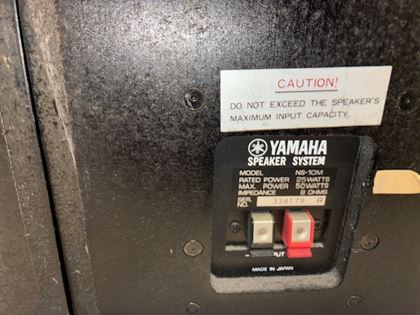 CAUTION!
DO NOT EXCEED THE SPEAKER'S
MAXIMUM INPUT CAPACITY.
YAMAHA
SPEAKER SYSTEM
MODEL NS-10M
RATED POWER 25WATTS
MAX. POWER 50WATTS
IMPEDANCE 8 OHMS
SER. NO. 338179 R
MADE IN JAPAN